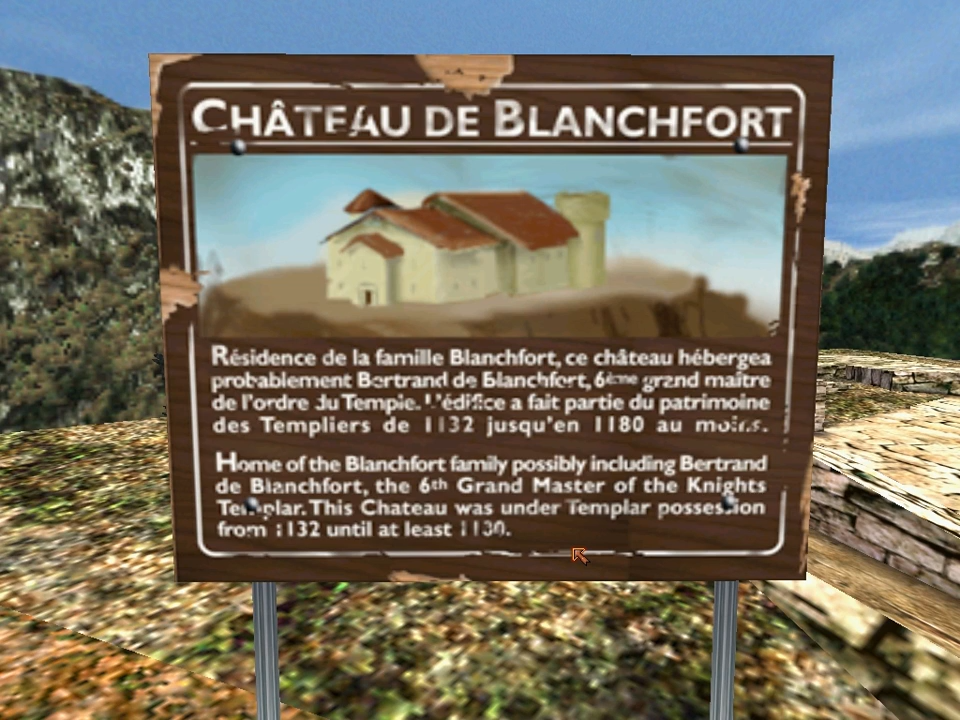 CHÂTEAU DE BLANCHFORT
Résidence de la famille Blanchfort, ce château hébergea
probablement Bertrand de Blanchfort, 6ème grand maître
de l'ordre du Temple. L'édifice a fait partie du patrimoine
des Templiers de 1132 jusqu'en 1180 au moins.
Home of the Blanchfort family possibly including Bertrand
de Blanchfort, the 6th Grand Master of the Knights
Templar. This Chateau was under Templar possession
from 1132 until at least 1180.